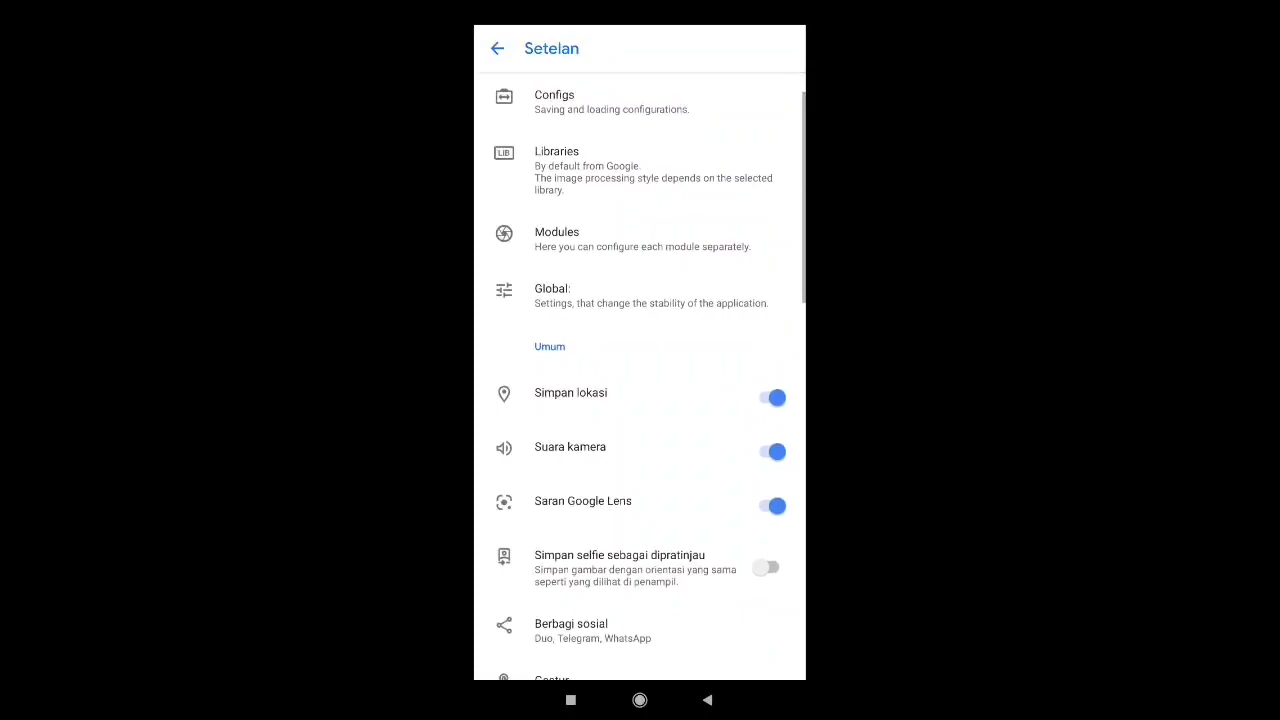 Setelan
Configs
Saving and loading configurations.
LIB
Libraries
By default from Google.
The image processing style depends on the selected
library.
Modules
Here you can configure each module separately.
Global:
Settings, that change the stability of the application.
Umum
Simpan lokasi
Suara kamera
Saran Google Lens
Simpan selfie sebagai dipratinjau
Simpan gambar dengan orientasi yang sama
seperti yang dilihat di penampil.
Berbagi sosial
Duo, Telegram, WhatsApp